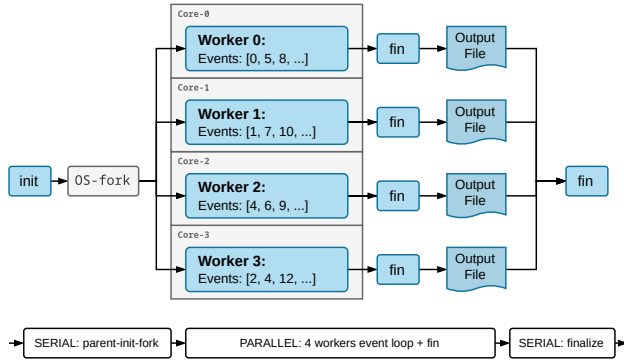 Core-0
Worker 0:
Events: [0, 5, 8, ...]
fin
Output
File
Core-1
Worker 1:
Events: [1, 7, 10, ...]
fin
Output
File
init
OS-fork
Core-2
Worker 2:
Events: [4, 6, 9, ...]
fin
Output
File
fin
Core-3
Worker 3:
Events: [2, 4, 12, ...]
fin
Output
File
SERIAL: parent-init-fork
PARALLEL: 4 workers event loop + fin
SERIAL: finalize